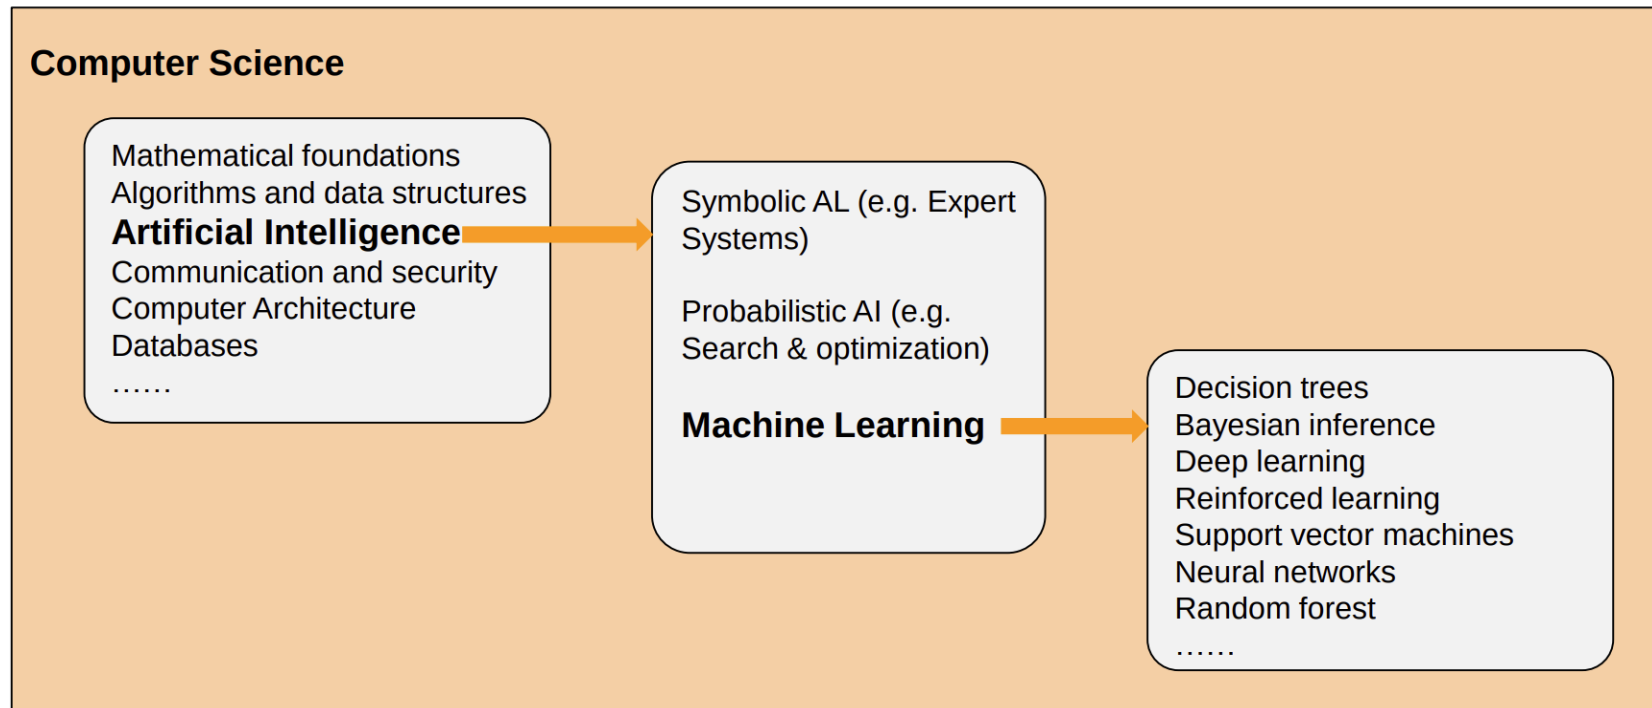 Computer Science
Mathematical foundations
Algorithms and data structures
Artificial Intelligence
Communication and security
Computer Architecture
Databases
……
Symbolic AL (e.g. Expert
Systems)
Probabilistic AI (e.g.
Search & optimization)
Machine Learning
Decision trees
Bayesian inference
Deep learning
Reinforced learning
Support vector machines
Neural networks
Random forest
……